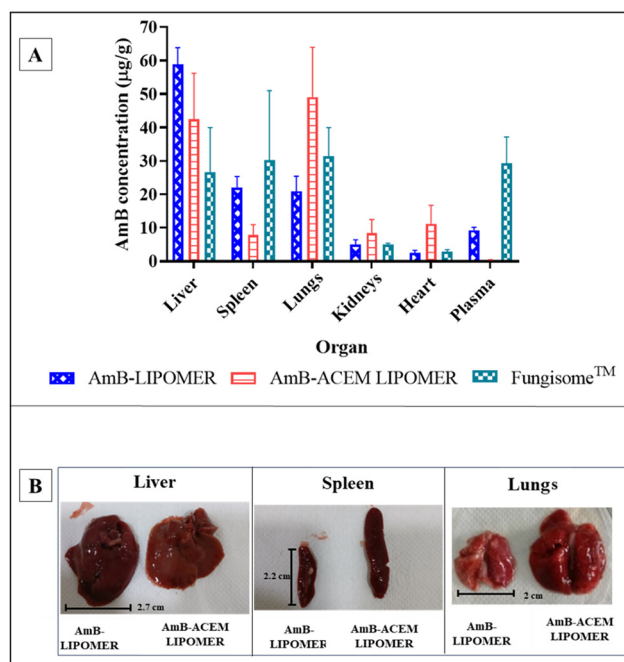 A
AmB concentration (μg/g)
70
60
50
40
30
20
10
0
Liver
Spleen
Lungs
Kidneys
Heart
Plasma
Organ
AmB-LIPOMER
AmB-ACEM LIPOMER
Fungisome™
B
Liver
Spleen
Lungs
2.7 cm
2.2 cm
2 cm
AmB-
LIPOMER
AmB-ACEM
LIPOMER
AmB-
LIPOMER
AmB-ACEM
LIPOMER
AmB-
LIPOMER
AmB-ACEM
LIPOMER